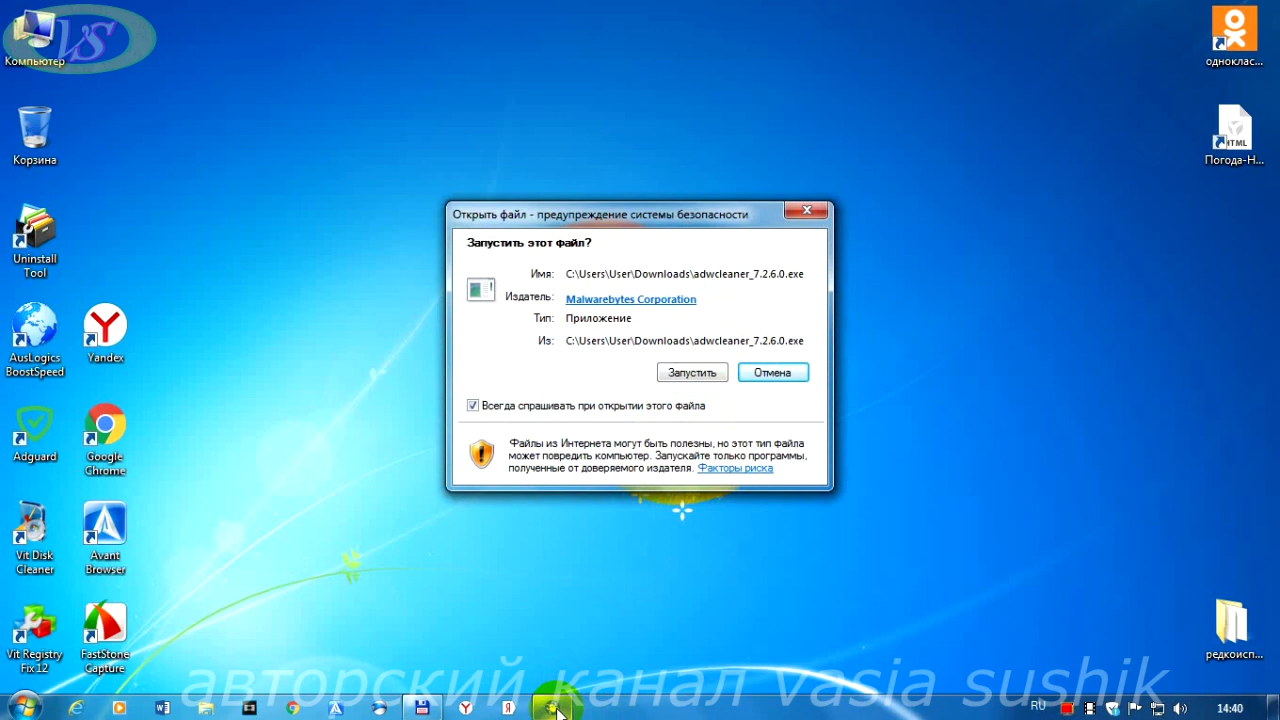 VS
Компьютер
Корзина
Uninstall
Tool
AusLogics
BoostSpeed
Yandex
Adguard
Google
Chrome
Vit Disk
Cleaner
Avant
Browser
Vit Registry
Fix 12
FastStone
Capture
одноклас...
HTML
Погода-Н...
редкоисп...
Открыть файл - предупреждение системы безопасности
Запустить этот файл?
Имя: C:\Users\User\Downloads\adwcleaner_7.2.6.0.exe
Издатель: Malwarebytes Corporation
Тип: Приложение
Из: C:\Users\User\Downloads\adwcleaner_7.2.6.0.exe
Запустить Отмена
Всегда спрашивать при открытии этого файла
Файлы из Интернета могут быть полезны, но этот тип файла
может повредить компьютер. Запускайте только программы,
полученные от доверяемого издателя. Факторы риска
авторский канал vasia sushik
RU 14:40